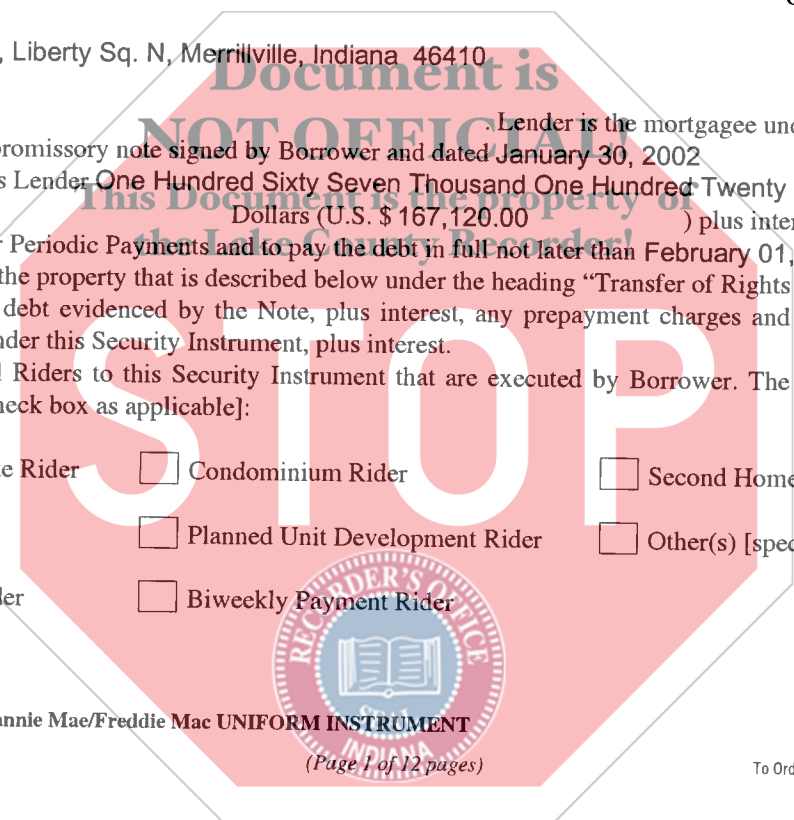 , Liberty Sq. N, Merrillville, Indiana 46410
Document is
. Lender is the mortgagee und
NOT OFFICIAL!
promissory note signed by Borrower and dated January 30, 2002
s Lender One Hundred Sixty Seven Thousand One Hundred Twenty
This Document is the property of
Dollars (U.S. $ 167,120.00 ) plus inter
the Lake County Recorder!
r Periodic Payments and to pay the debt in full not later than February 01,
the property that is described below under the heading “Transfer of Rights
debt evidenced by the Note, plus interest, any prepayment charges and
nder this Security Instrument, plus interest.
l Riders to this Security Instrument that are executed by Borrower. The
heck box as applicable]:
STOP
te Rider Condominium Rider Second Home
Planned Unit Development Rider Other(s) [spec
der Biweekly Payment Rider
RECORDER'S OFFICE
SEAL
INDIANA
annie Mae/Freddie Mac UNIFORM INSTRUMENT
(Page 1 of 12 pages)
To Ord